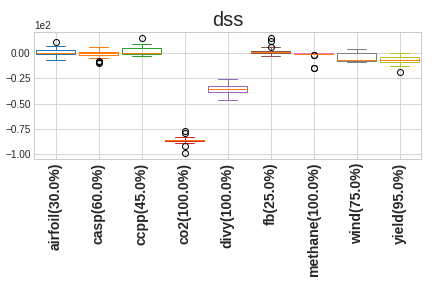 dss
1e2
0.00
−0.25
−0.50
−0.75
−1.00
airfoil(30.0%)
casp(60.0%)
ccpp(45.0%)
co2(100.0%)
divy(100.0%)
fb(25.0%)
methane(100.0%)
wind(75.0%)
yield(95.0%)